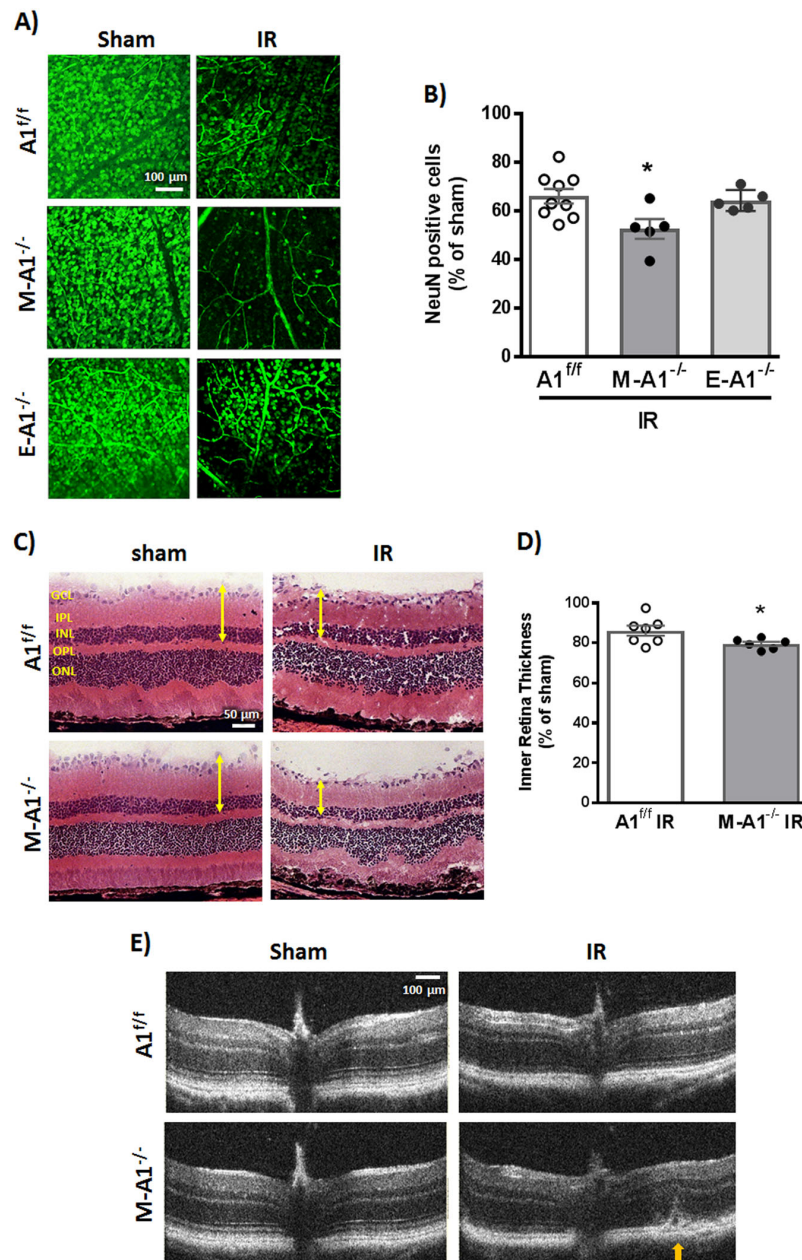 A)
Sham IR
A1f/f
100 µm
M-A1-/-
E-A1-/-
B)
NeuN positive cells
(% of sham)
100
80
60
40
20
0
*
A1f/f M-A1-/- E-A1-/-
IR
C)
sham IR
A1f/f
GCL
IPL
INL
OPL
ONL
50 µm
M-A1-/-
D)
Inner Retina Thickness
(% of sham)
100
80
60
40
20
0
*
A1f/f IR M-A1-/- IR
E)
Sham IR
A1f/f
100 µm
M-A1-/-